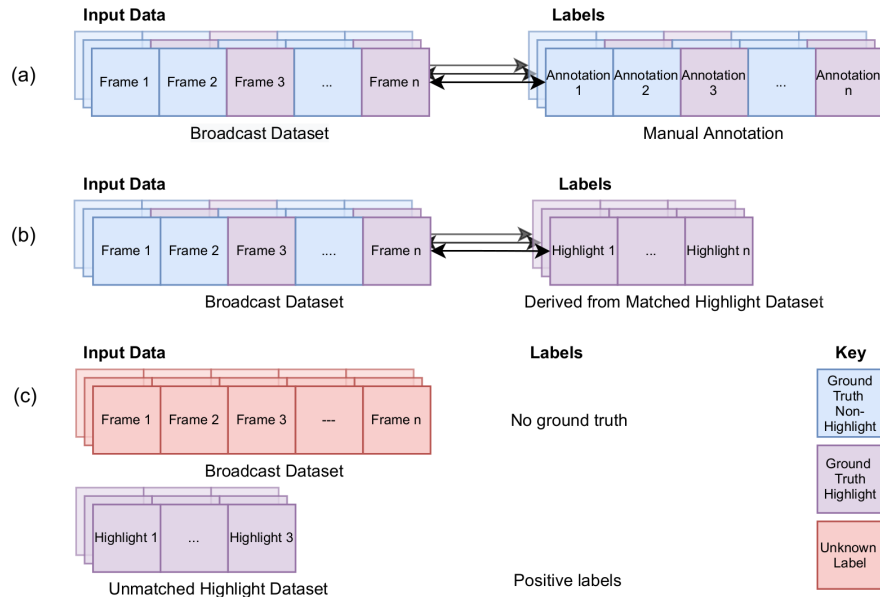 Input Data
Labels
(a)
Frame 1
Frame 2
Frame 3
...
Frame n
Annotation
1
Annotation
2
Annotation
3
...
Annotation
n
Broadcast Dataset
Manual Annotation
Input Data
Labels
(b)
Frame 1
Frame 2
Frame 3
....
Frame n
Highlight 1
...
Highlight n
Broadcast Dataset
Derived from Matched Highlight Dataset
Input Data
Labels
Key
(c)
Frame 1
Frame 2
Frame 3
---
Frame n
No ground truth
Broadcast Dataset
Ground
Truth
Non-
Highlight
Ground
Truth
Highlight
Unknown
Label
Highlight 1
...
Highlight 3
Unmatched Highlight Dataset
Positive labels